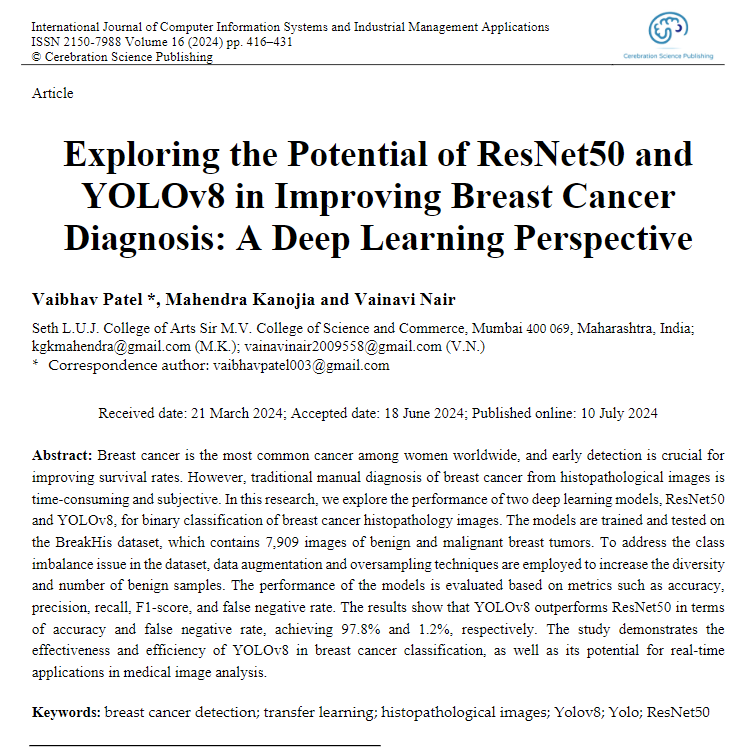 International Journal of Computer Information Systems and Industrial Management Applications
ISSN 2150-7988 Volume 16 (2024) pp. 416–431
© Cerebration Science Publishing
Cerebration Science Publishing
Article
Exploring the Potential of ResNet50 and
YOLOv8 in Improving Breast Cancer
Diagnosis: A Deep Learning Perspective
Vaibhav Patel *, Mahendra Kanojia and Vainavi Nair
Seth L.U.J. College of Arts Sir M.V. College of Science and Commerce, Mumbai 400 069, Maharashtra, India;
kgkmahendra@gmail.com (M.K.); vainavinair2009558@gmail.com (V.N.)
* Correspondence author: vaibhavpatel003@gmail.com
Received date: 21 March 2024; Accepted date: 18 June 2024; Published online: 10 July 2024
Abstract: Breast cancer is the most common cancer among women worldwide, and early detection is crucial for
improving survival rates. However, traditional manual diagnosis of breast cancer from histopathological images is
time-consuming and subjective. In this research, we explore the performance of two deep learning models, ResNet50
and YOLOv8, for binary classification of breast cancer histopathology images. The models are trained and tested on
the BreakHis dataset, which contains 7,909 images of benign and malignant breast tumors. To address the class
imbalance issue in the dataset, data augmentation and oversampling techniques are employed to increase the diversity
and number of benign samples. The performance of the models is evaluated based on metrics such as accuracy,
precision, recall, F1-score, and false negative rate. The results show that YOLOv8 outperforms ResNet50 in terms
of accuracy and false negative rate, achieving 97.8% and 1.2%, respectively. The study demonstrates the
effectiveness and efficiency of YOLOv8 in breast cancer classification, as well as its potential for real-time
applications in medical image analysis.
Keywords: breast cancer detection; transfer learning; histopathological images; Yolov8; Yolo; ResNet50